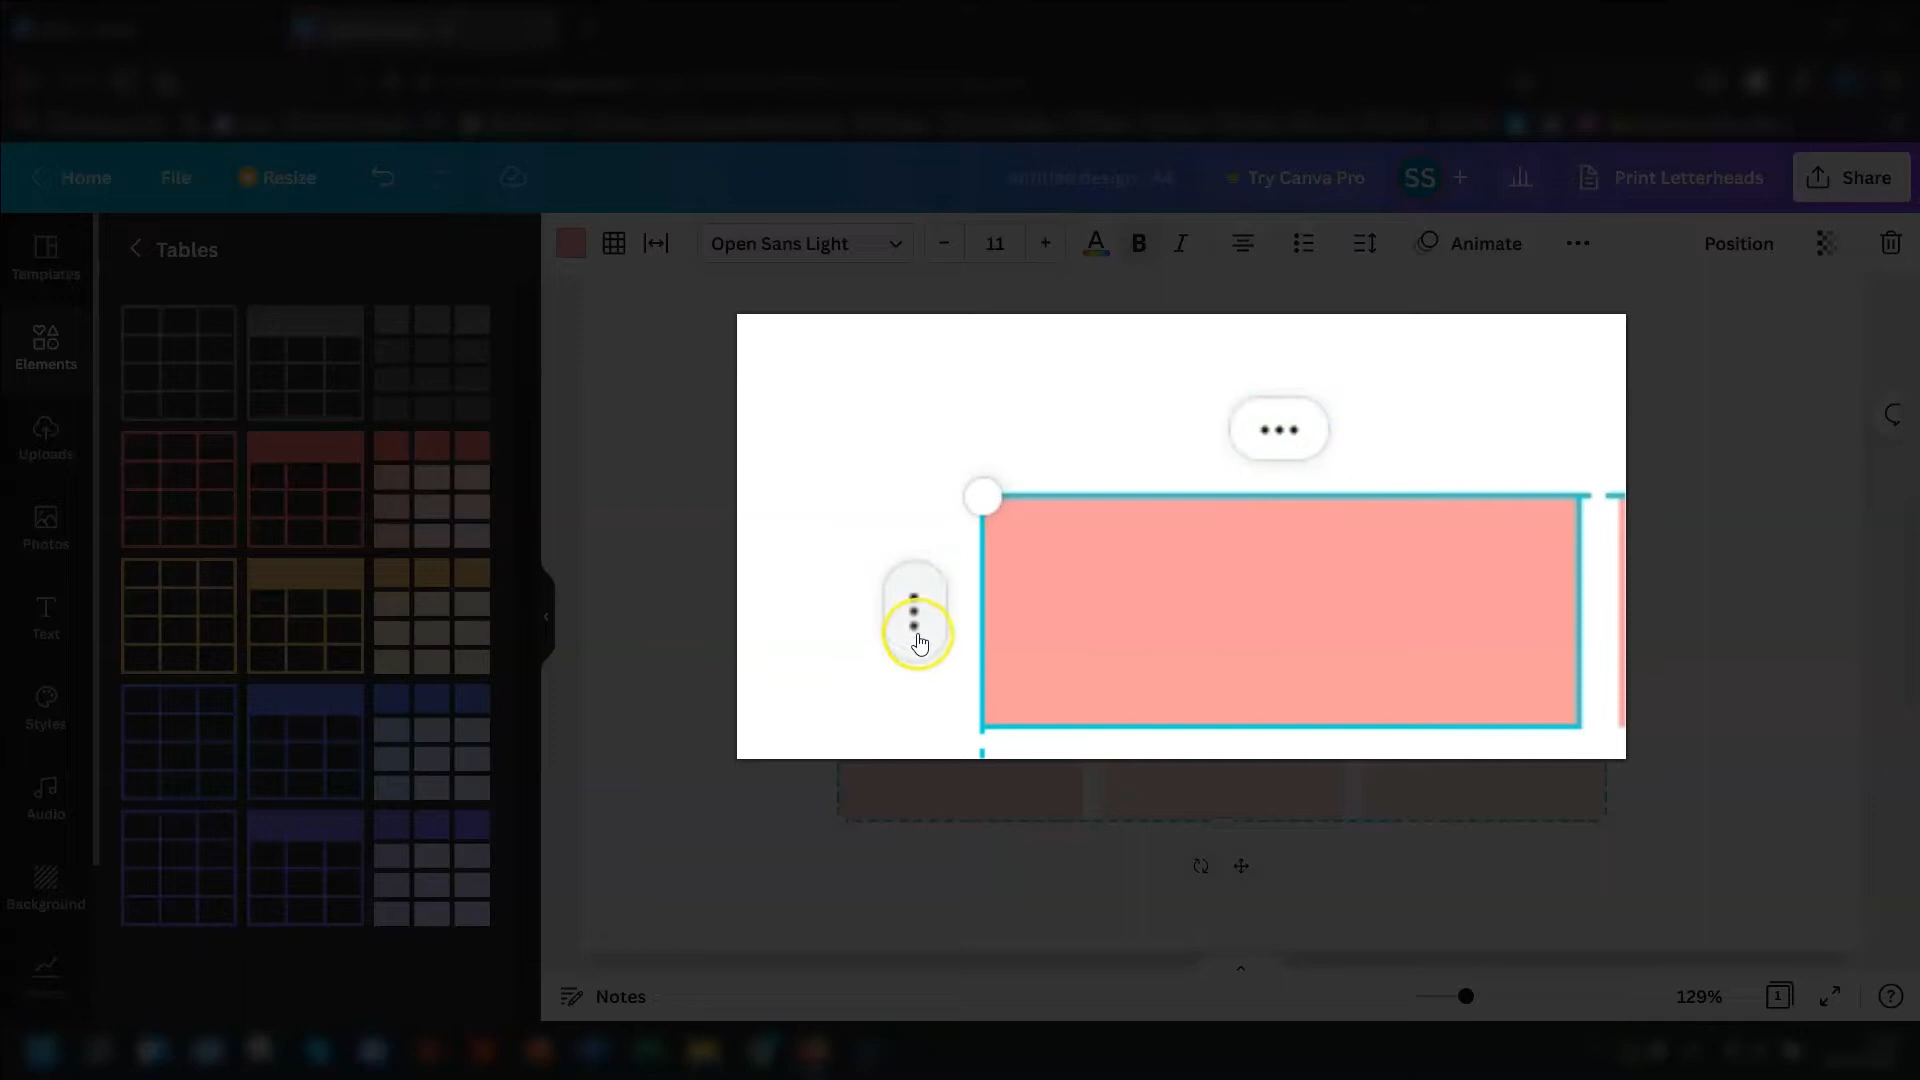 Home File Resize Untitled design - A4 Try Canva Pro SS + Print Letterheads Share
Tables
Open Sans Light − 11 + A B I Animate Position
Templates
Elements
Uploads
Photos
Text
Styles
Audio
Background
Notes 129% 1 ?